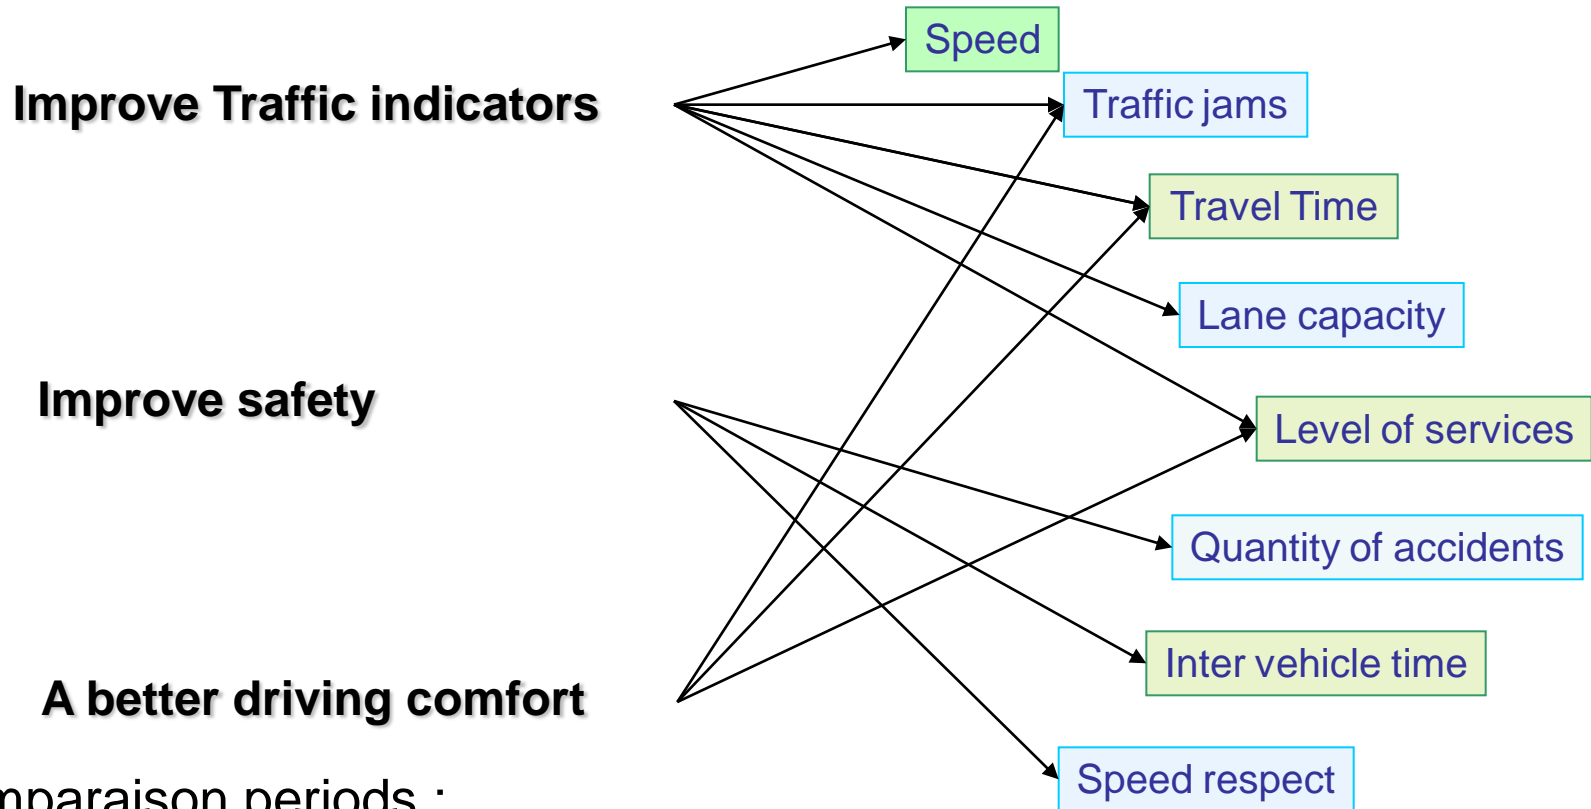 Speed
Improve Traffic indicators
Traffic jams
Travel Time
Lane capacity
Improve safety
Level of services
Quantity of accidents
Inter vehicle time
A better driving comfort
Speed respect
mparaison periods :